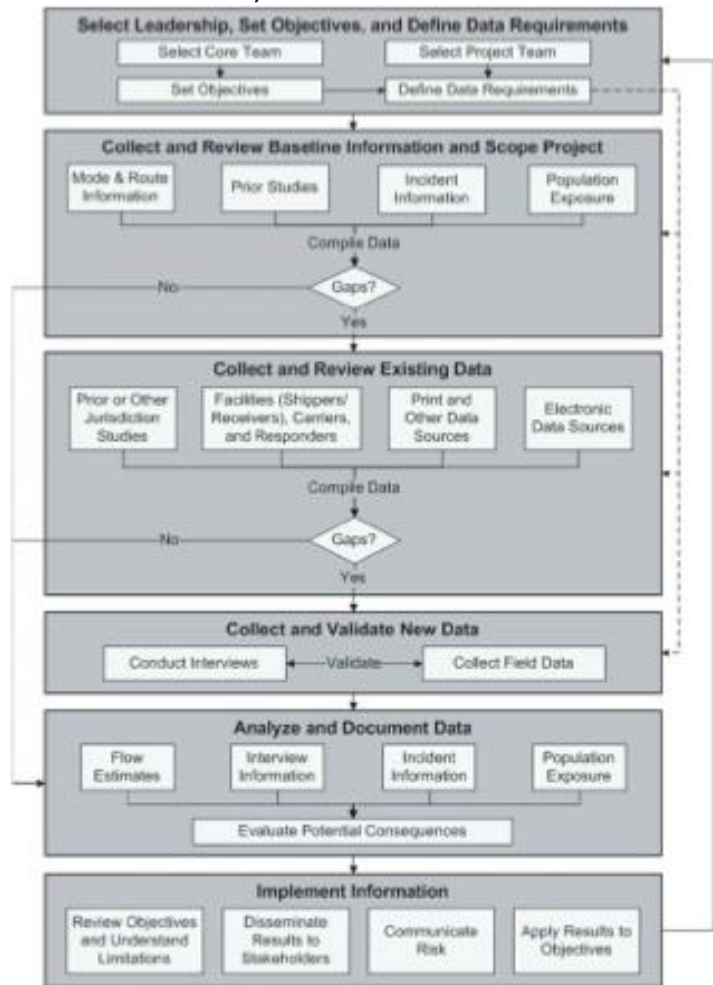 Select Leadership, Set Objectives, and Define Data Requirements
Select Core Team
Select Project Team
Set Objectives
Define Data Requirements
Collect and Review Baseline Information and Scope Project
Mode & Route
Information
Prior Studies
Incident
Information
Population
Exposure
Compile Data
No
Gaps?
Yes
Collect and Review Existing Data
Prior or Other
Jurisdiction
Studies
Facilities (Shippers/
Receivers), Carriers,
and Responders
Print and
Other Data
Sources
Electronic
Data Sources
Compile Data
No
Gaps?
Yes
Collect and Validate New Data
Conduct Interviews
Validate
Collect Field Data
Analyze and Document Data
Flow
Estimates
Interview
Information
Incident
Information
Population
Exposure
Evaluate Potential Consequences
Implement Information
Review Objectives
and Understand
Limitations
Disseminate
Results to
Stakeholders
Communicate
Risk
Apply Results to
Objectives